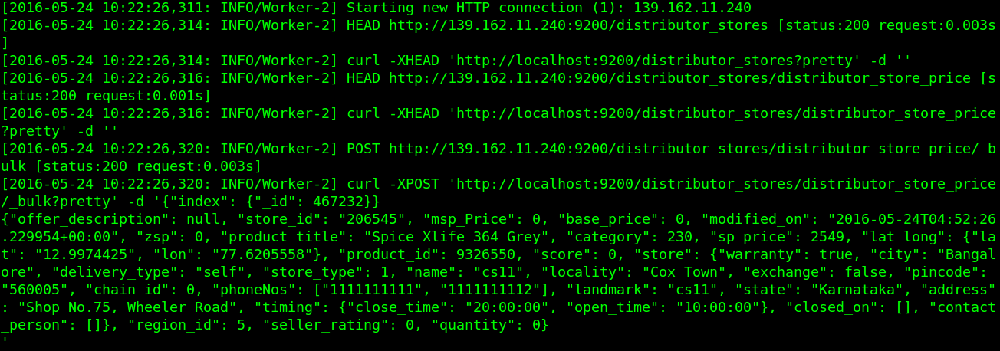 [2016-05-24 10:22:26,311: INFO/Worker-2] Starting new HTTP connection (1): 139.162.11.240
[2016-05-24 10:22:26,314: INFO/Worker-2] HEAD http://139.162.11.240:9200/distributor_stores [status:200 request:0.003s
]
[2016-05-24 10:22:26,314: INFO/Worker-2] curl -XHEAD 'http://localhost:9200/distributor_stores?pretty' -d ''
[2016-05-24 10:22:26,316: INFO/Worker-2] HEAD http://139.162.11.240:9200/distributor_stores/distributor_store_price [s
tatus:200 request:0.001s]
[2016-05-24 10:22:26,316: INFO/Worker-2] curl -XHEAD 'http://localhost:9200/distributor_stores/distributor_store_price
?pretty' -d ''
[2016-05-24 10:22:26,320: INFO/Worker-2] POST http://139.162.11.240:9200/distributor_stores/distributor_store_price/_b
ulk [status:200 request:0.003s]
[2016-05-24 10:22:26,320: INFO/Worker-2] curl -XPOST 'http://localhost:9200/distributor_stores/distributor_store_price
/_bulk?pretty' -d '{"index": {"_id": 467232}}
{"offer_description": null, "store_id": "206545", "msp_Price": 0, "base_price": 0, "modified_on": "2016-05-24T04:52:26
.229954+00:00", "zsp": 0, "product_title": "Spice Xlife 364 Grey", "category": 230, "sp_price": 2549, "lat_long": {"la
t": "12.9974425", "lon": "77.6205558"}, "product_id": 9326550, "score": 0, "store": {"warranty": true, "city": "Bangal
ore", "delivery_type": "self", "store_type": 1, "name": "cs11", "locality": "Cox Town", "exchange": false, "pincode":
"560005", "chain_id": 0, "phoneNos": ["1111111111", "1111111112"], "landmark": "cs11", "state": "Karnataka", "address"
: "Shop No.75, Wheeler Road", "timing": {"close_time": "20:00:00", "open_time": "10:00:00"}, "closed_on": [], "contact
_person": []}, "region_id": 5, "seller_rating": 0, "quantity": 0}
'